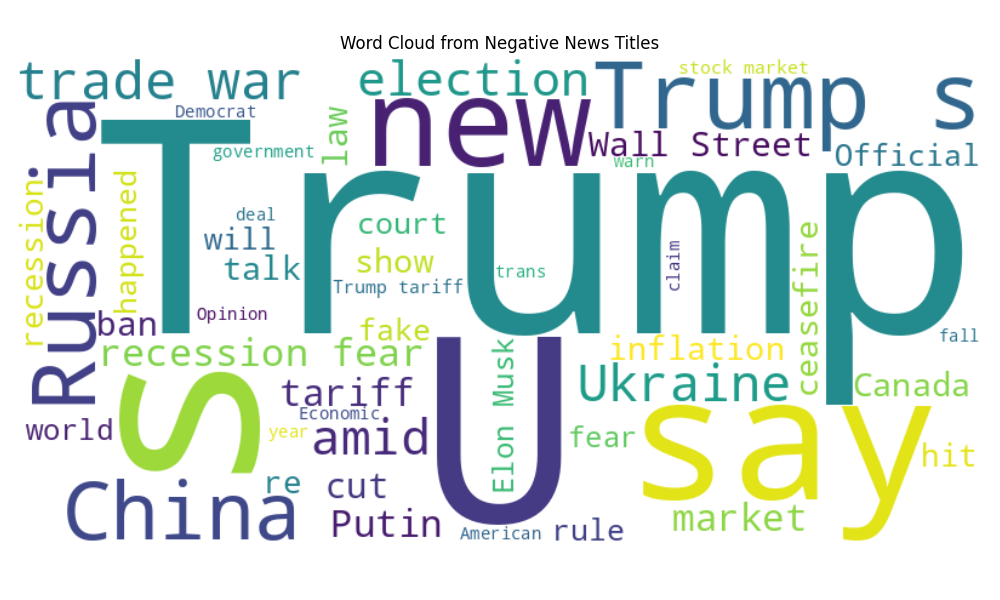 Word Cloud from Negative News Titles
trade war
election
Trump s
stock market
Democrat
new
law
Wall Street
Official
government
warn
Russia
Trump
recession
happened
deal
will
court
talk
show
trans
claim
ceasefire
Trump tariff
Opinion
ban
fake
fall
recession fear
inflation
s
U
Elon Musk
Ukraine
Canada
tariff
say
Economic
world
year
amid
fear
hit
China
re
cut
Putin
market
American
rule